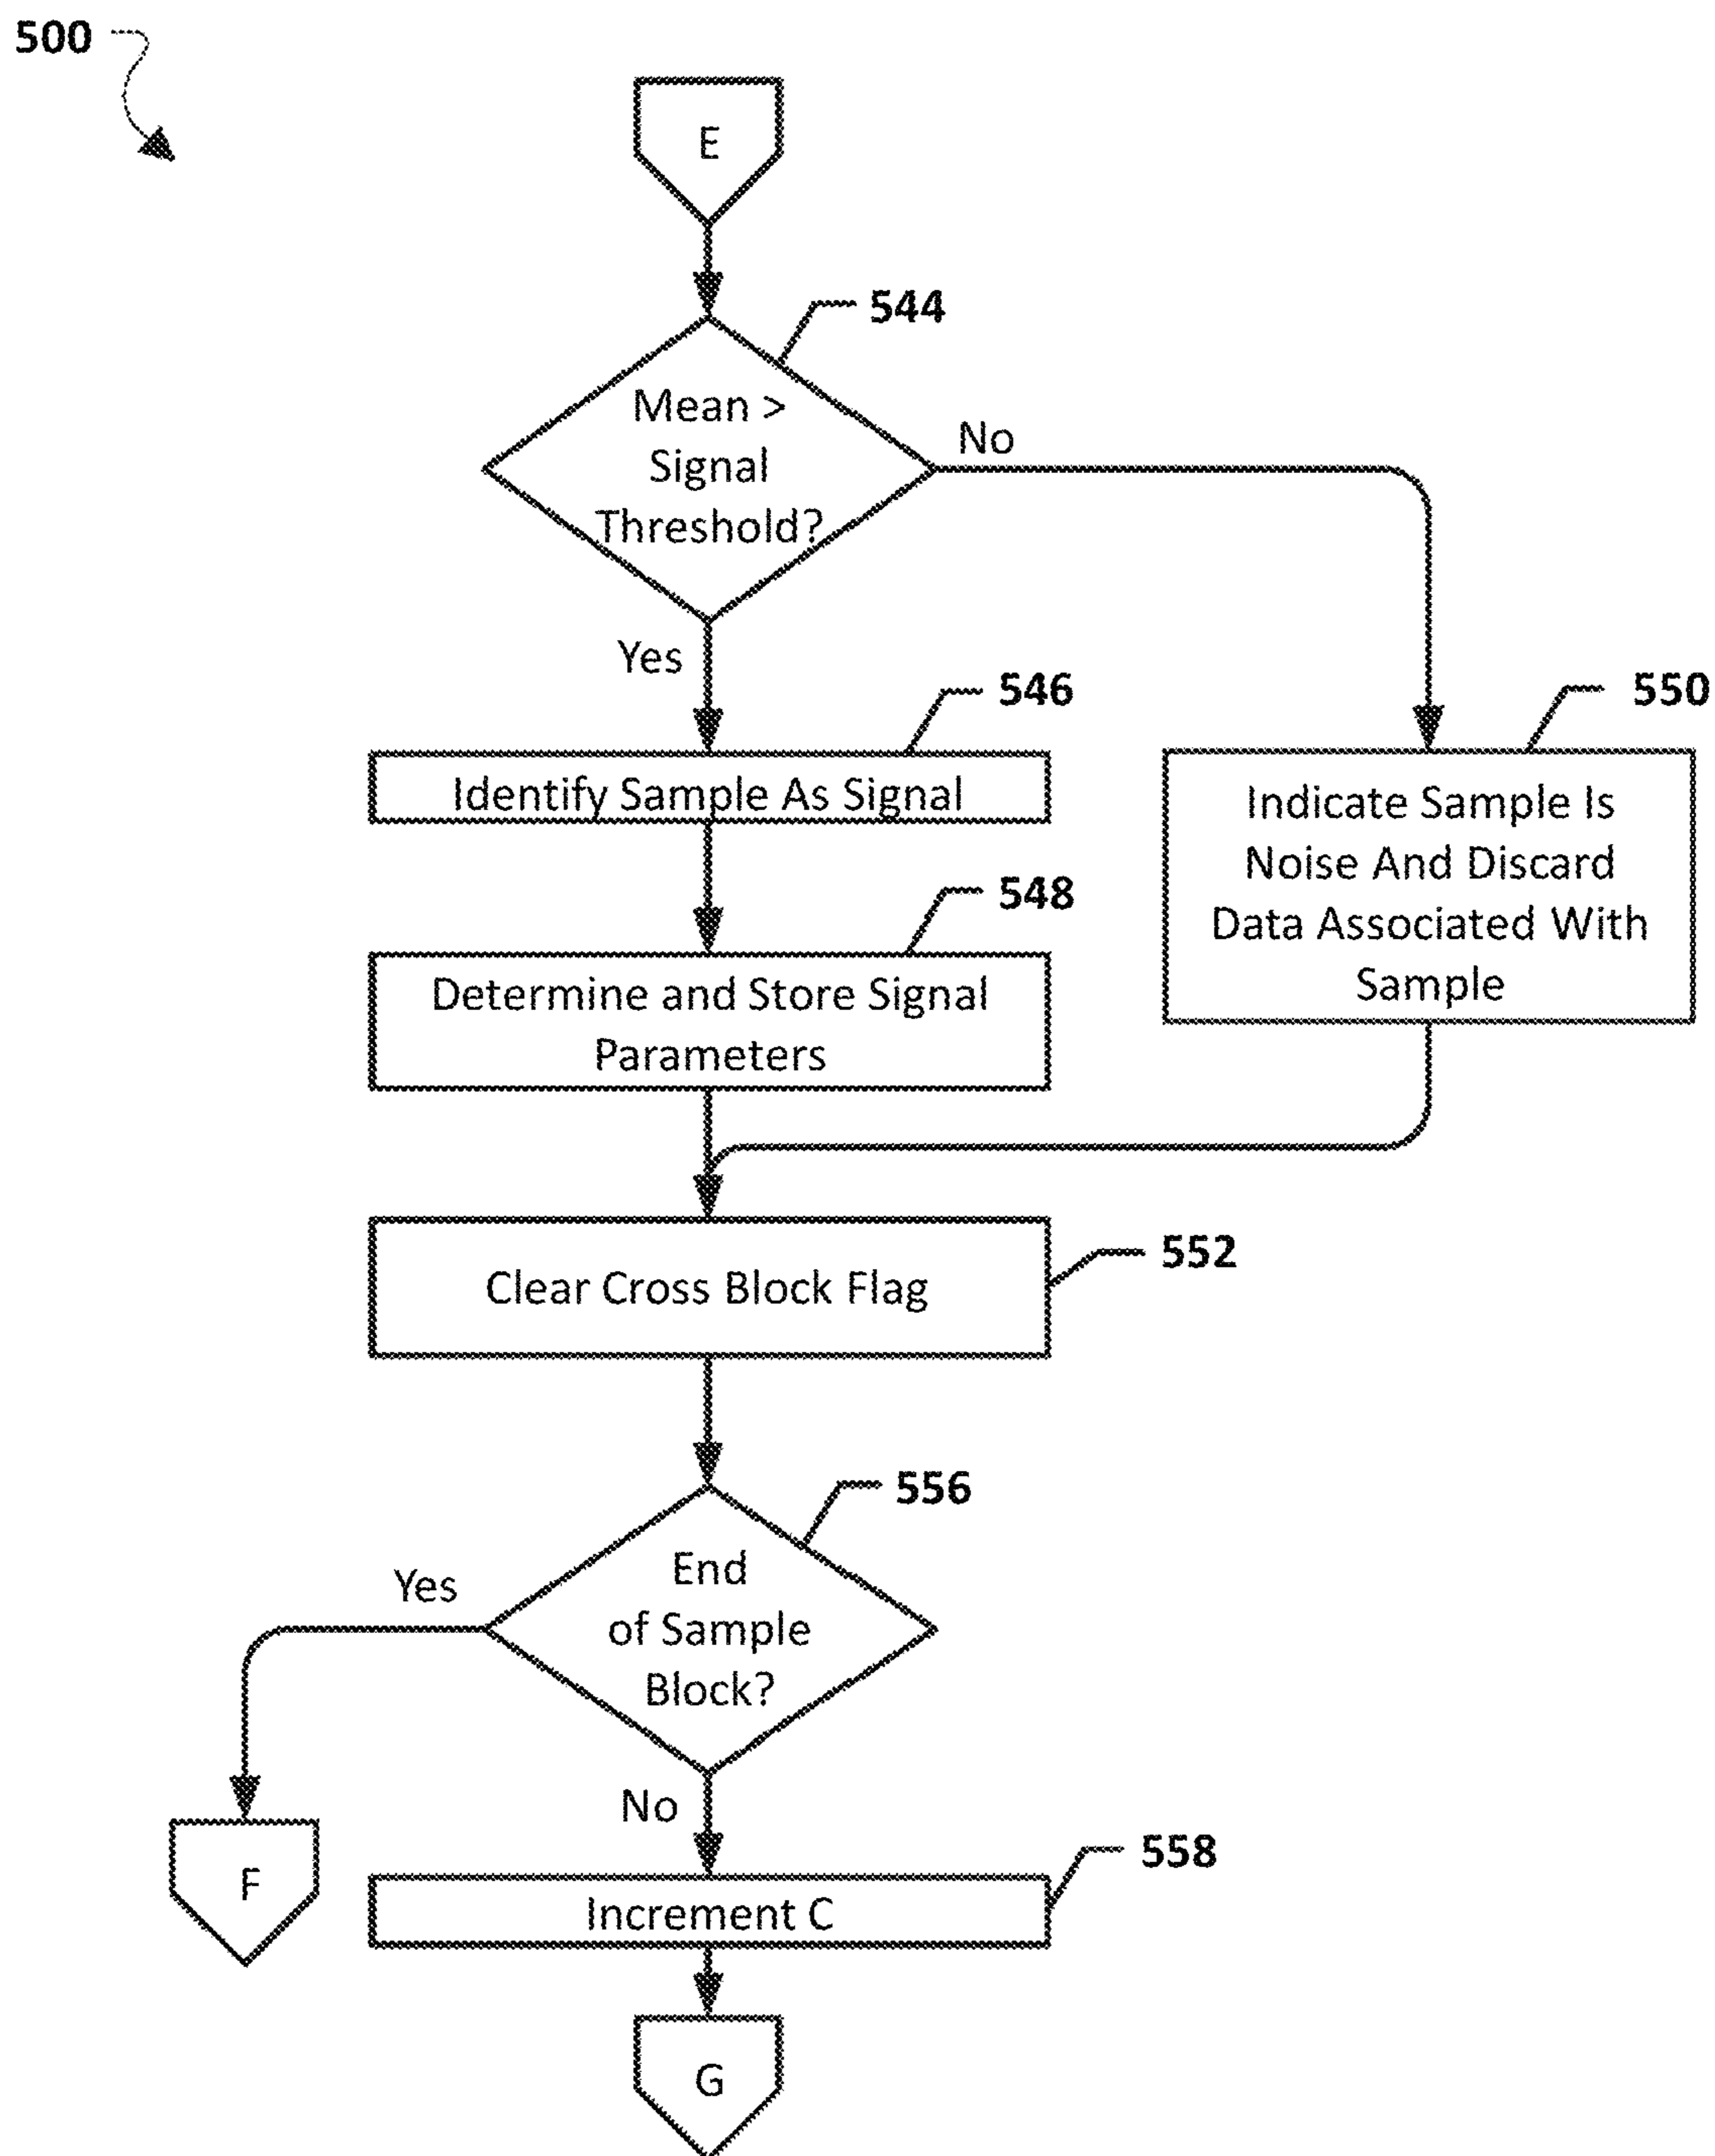 500
E
544
Mean >
Signal
Threshold?
No
Yes
546
Identify Sample As Signal
550
Indicate Sample Is
Noise And Discard
Data Associated With
Sample
548
Determine and Store Signal
Parameters
552
Clear Cross Block Flag
556
End
of Sample
Block?
Yes
No
F
558
Increment C
G